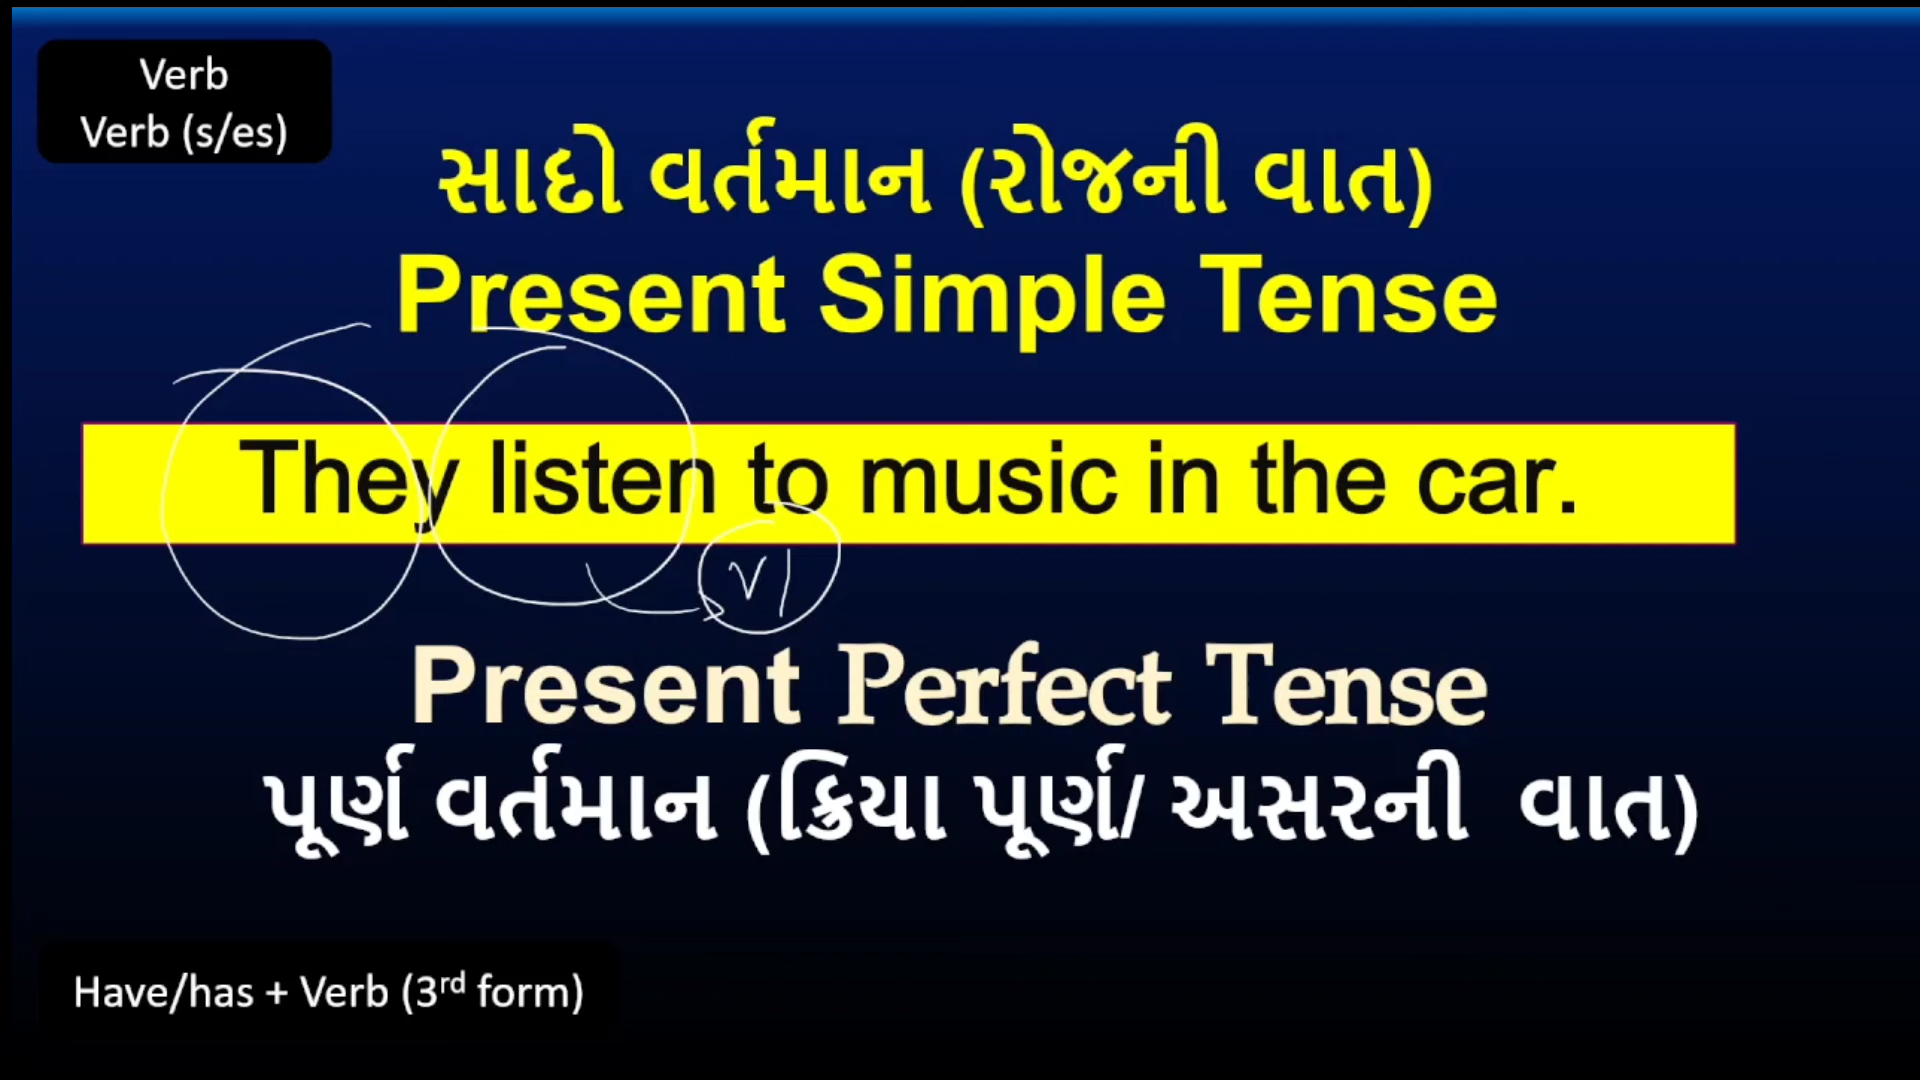 Verb
Verb (s/es)
સાદો વર્તમાન (રોજની વાત)
Present Simple Tense
They listen to music in the car.
V1
Present Perfect Tense
પૂર્ણ વર્તમાન (ક્રિયા પૂર્ણ/ અસરની વાત)
Have/has + Verb (3rd form)